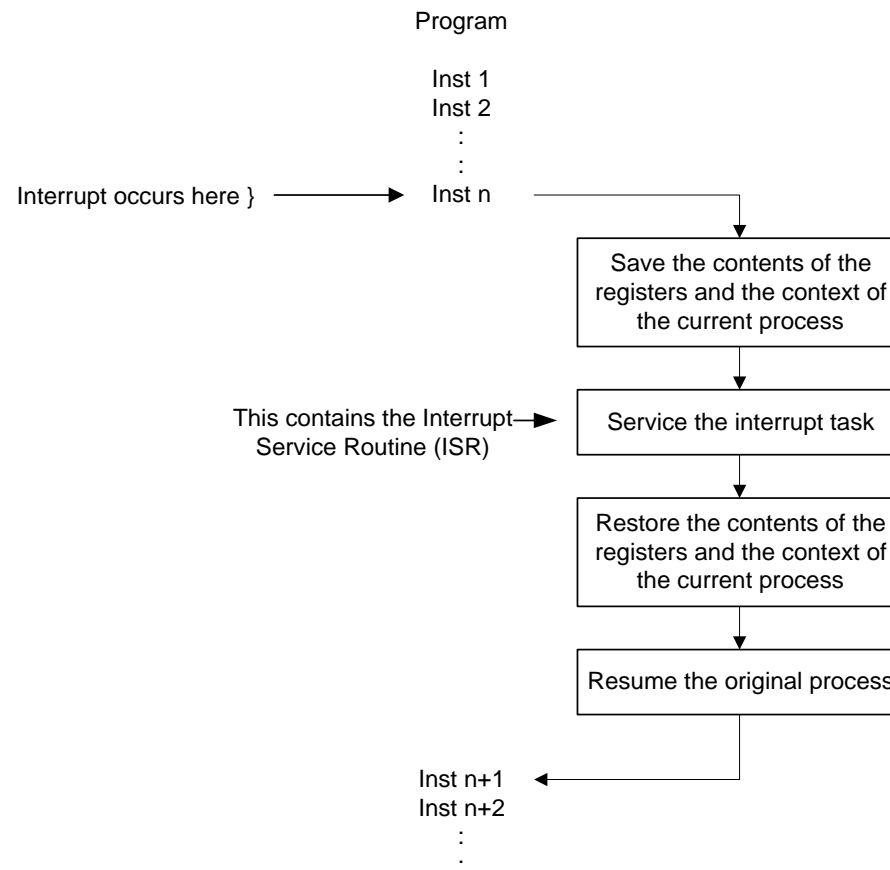 Program
Inst 1
Inst 2
:
:
Interrupt occurs here }
Inst n
Save the contents of the
registers and the context of
the current process
This contains the Interrupt
Service Routine (ISR)
Service the interrupt task
Restore the contents of the
registers and the context of
the current process
Resume the original process
Inst n+1
Inst n+2
:
.